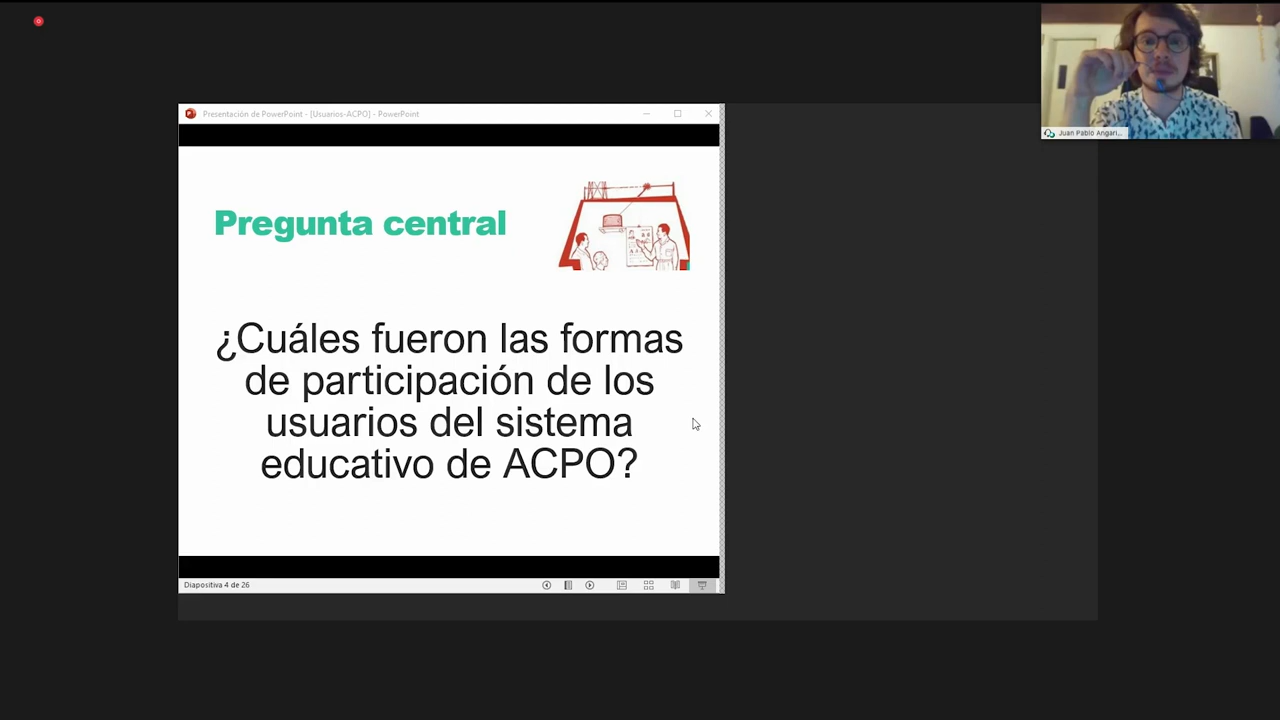 Presentación de PowerPoint - [Usuarios-ACPO] - PowerPoint
Juan Pablo Angari...
Pregunta central
¿Cuáles fueron las formas
de participación de los
usuarios del sistema
educativo de ACPO?
Diapositiva 4 de 26